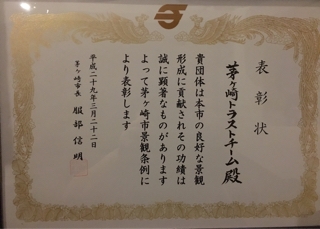 表彰状
茅ヶ崎トラストチーム殿
貴団体は本市の良好な景観
形成に貢献されその功績は
誠に顕著なものがあります
よって茅ヶ崎市景観条例に
より表彰します
平成二十九年三月二十二日
茅ヶ崎市長 服部信明